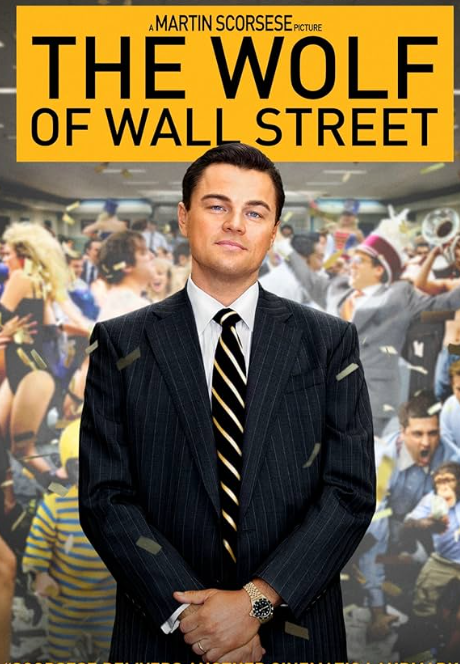 A MARTIN SCORSESE PICTURE
THE WOLF
OF WALL STREET